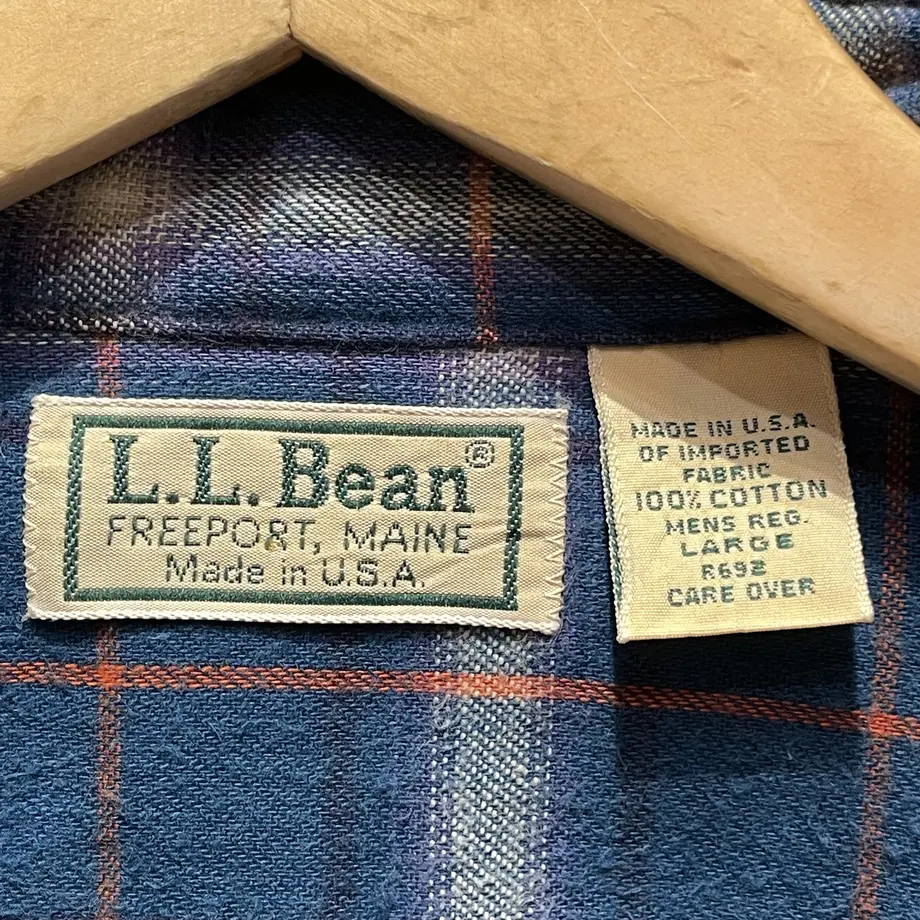 L.L.Bean®
FREEPORT, MAINE
Made in U.S.A.
MADE IN U.S.A.
OF IMPORTED
FABRIC
100% COTTON
MENS REG.
LARGE
R692
CARE OVER